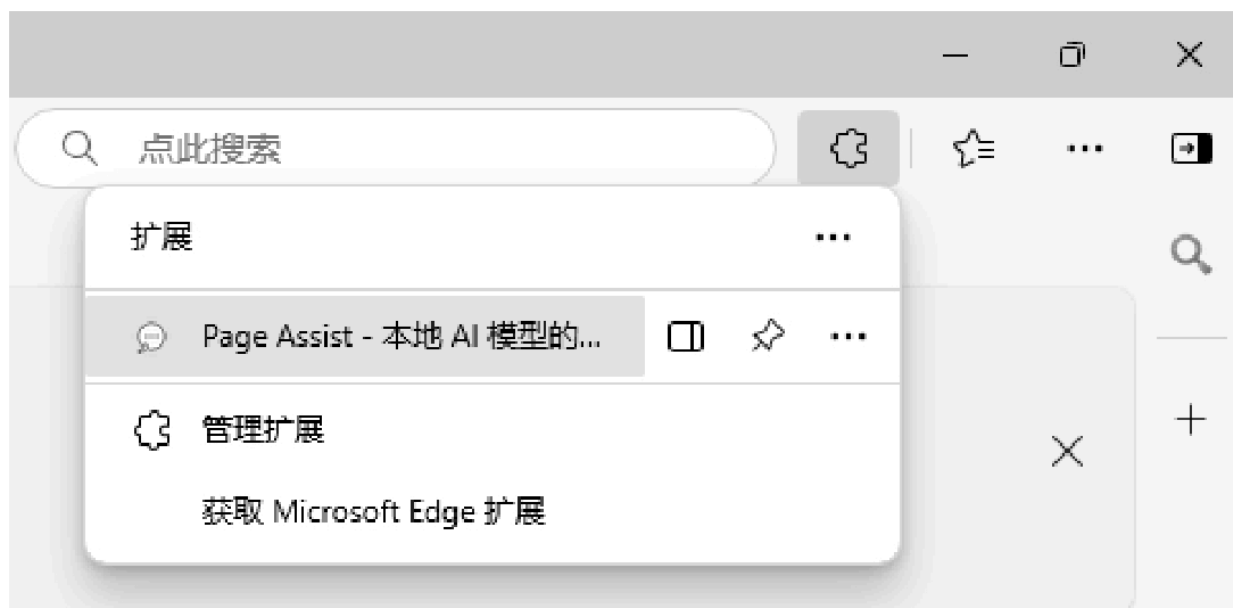 点此搜索
扩展
Page Assist - 本地 AI 模型的...
管理扩展
获取 Microsoft Edge 扩展